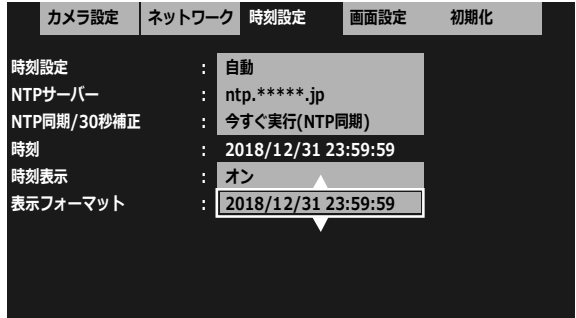 カメラ設定 ネットワーク 時刻設定 画面設定 初期化
時刻設定 : 自動
NTPサーバー : ntp.*****.jp
NTP同期/30秒補正 : 今すぐ実行(NTP同期)
時刻 : 2018/12/31 23:59:59
時刻表示 : オン
表示フォーマット : 2018/12/31 23:59:59